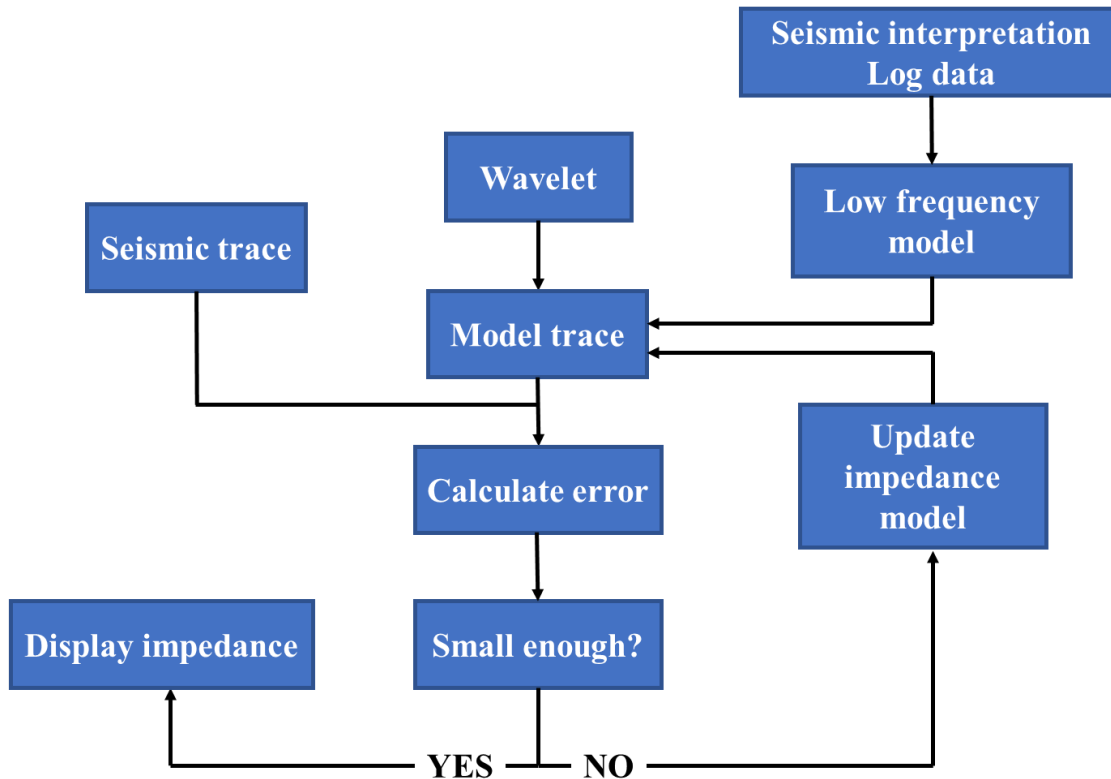 Seismic interpretation
Log data
Wavelet
Low frequency
model
Seismic trace
Model trace
Update
impedance
model
Calculate error
Display impedance
Small enough?
YES
NO